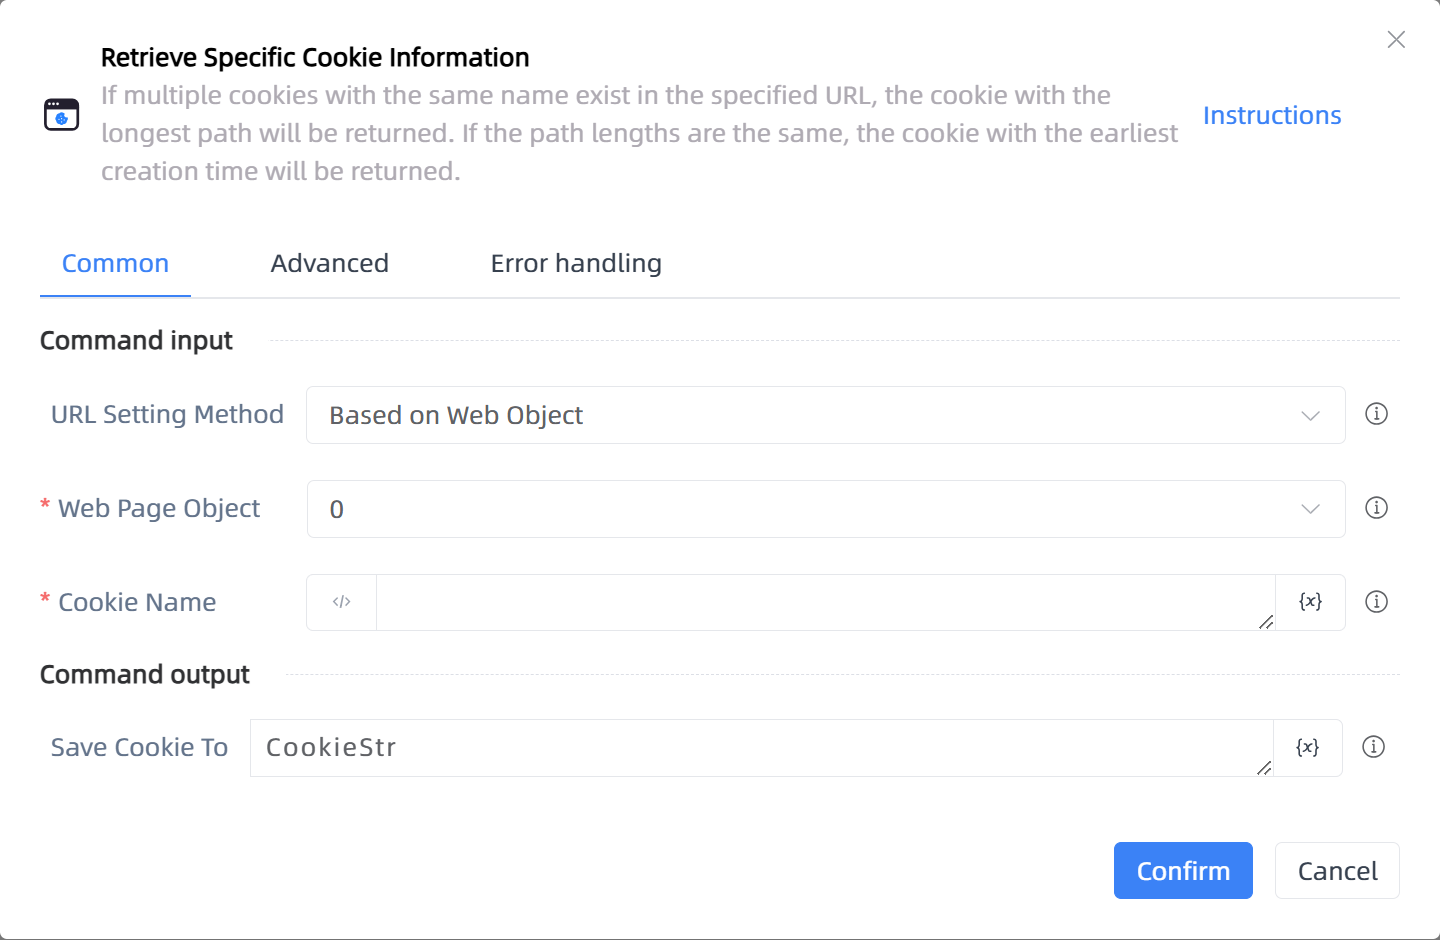 Retrieve Specific Cookie Information
If multiple cookies with the same name exist in the specified URL, the cookie with the
longest path will be returned. If the path lengths are the same, the cookie with the earliest
creation time will be returned.
Instructions
Common Advanced Error handling
Command input
URL Setting Method Based on Web Object
* Web Page Object 0
* Cookie Name </> {x}
Command output
Save Cookie To CookieStr {x}
Confirm Cancel